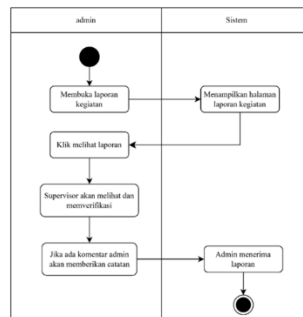 admin
Sistem
Membuka laporan
kegiatan
Menampilkan halaman
laporan kegiatan
Klik melihat laporan
Supervisor akan melihat dan
memverifikasi
Jika ada komentar admin
akan memberikan catatan
Admin menerima
laporan